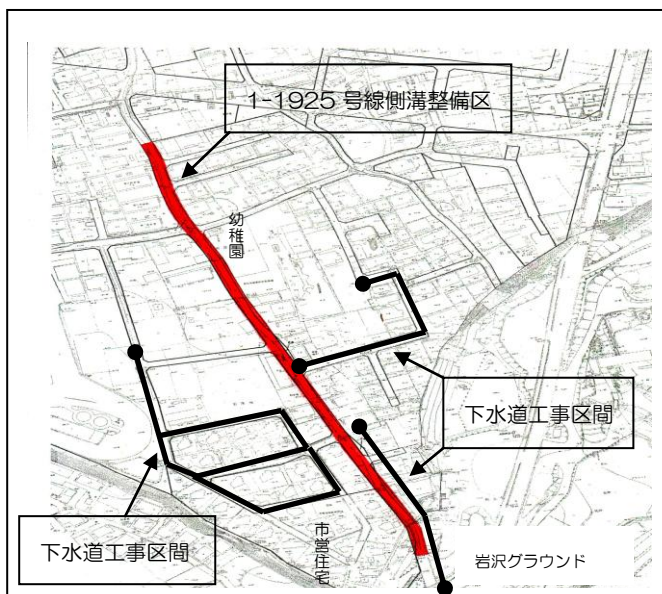 1-1925 号線側溝整備区
幼稚園
下水道工事区間
下水道工事区間
市営住宅
岩沢グラウンド